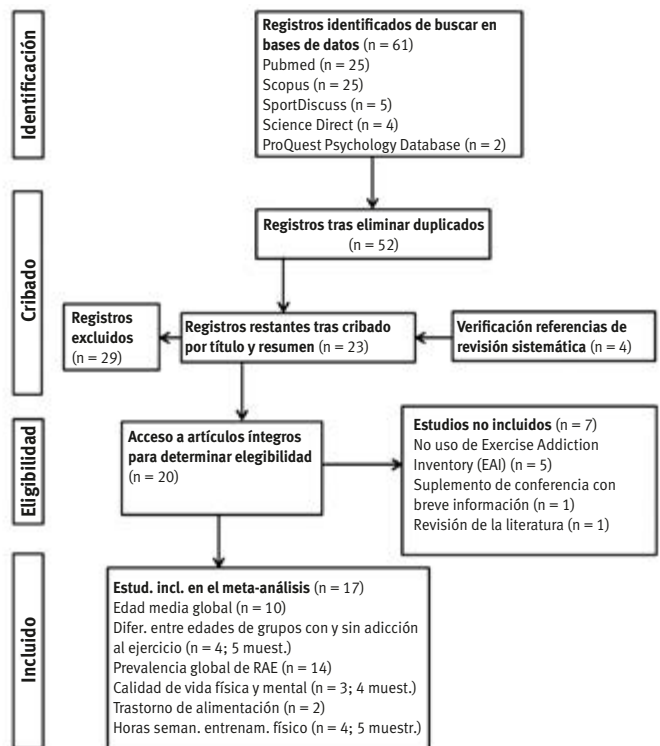 Identificación
Registros identificados de buscar en
bases de datos (n = 61)
Pubmed (n = 25)
Scopus (n = 25)
SportDiscuss (n = 5)
Science Direct (n = 4)
ProQuest Psychology Database (n = 2)
Cribado
Registros tras eliminar duplicados
(n = 52)
Registros
excluidos
(n = 29)
Registros restantes tras cribado
por título y resumen (n = 23)
Verificación referencias de
revisión sistemática (n = 4)
Eligibilidad
Acceso a artículos íntegros
para determinar elegibilidad
(n = 20)
Estudios no incluidos (n = 7)
No uso de Exercise Addiction
Inventory (EAI) (n = 5)
Suplemento de conferencia con
breve información (n = 1)
Revisión de la literatura (n = 1)
Incluido
Estud. incl. en el meta-análisis (n = 17)
Edad media global (n = 10)
Difer. entre edades de grupos con y sin adicción
al ejercicio (n = 4; 5 muest.)
Prevalencia global de RAE (n = 14)
Calidad de vida física y mental (n = 3; 4 muest.)
Trastorno de alimentación (n = 2)
Horas seman. entrenam. físico (n = 4; 5 muestr.)